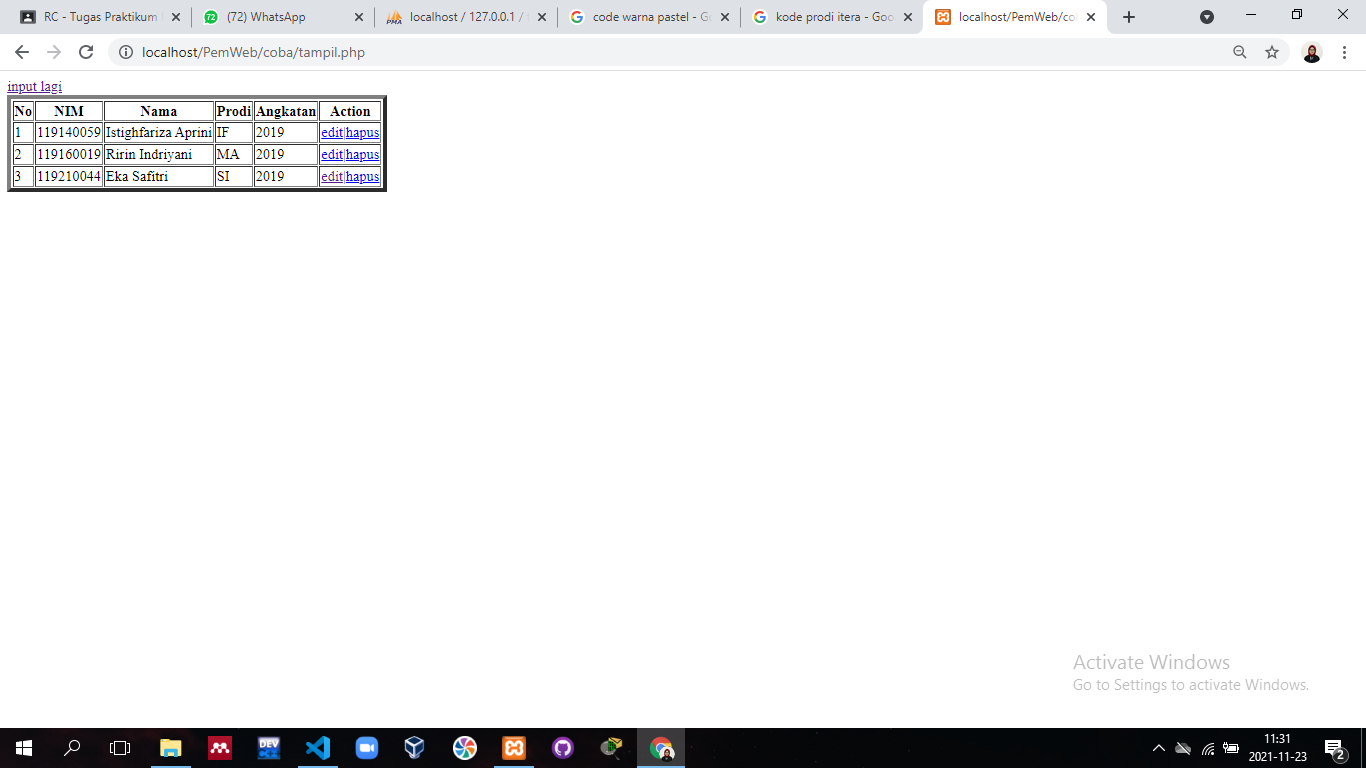 RC - Tugas Praktikum
(72) WhatsApp
localhost / 127.0.0.1 /
code warna pastel - Go
kode prodi itera - Goo
localhost/PemWeb/cob
localhost/PemWeb/coba/tampil.php
input lagi
No NIM Nama Prodi Angkatan Action
1 119140059 Istighfariza Aprini IF 2019 edit|hapus
2 119160019 Ririn Indriyani MA 2019 edit|hapus
3 119210044 Eka Safitri SI 2019 edit|hapus
Activate Windows
Go to Settings to activate Windows.
11:31
2021-11-23
2